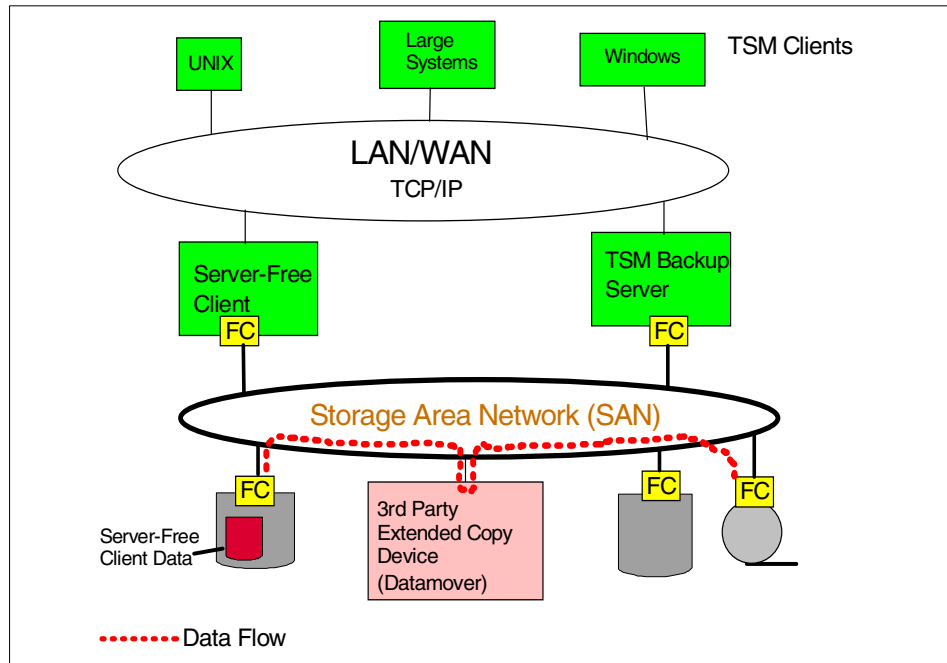 UNIX
Large
Systems
Windows
TSM Clients
LAN/WAN
TCP/IP
Server-Free
Client
FC
TSM Backup
Server
FC
Storage Area Network (SAN)
FC
Server-Free
Client Data
3rd Party
Extended Copy
Device
(Datamover)
FC
FC
Data Flow